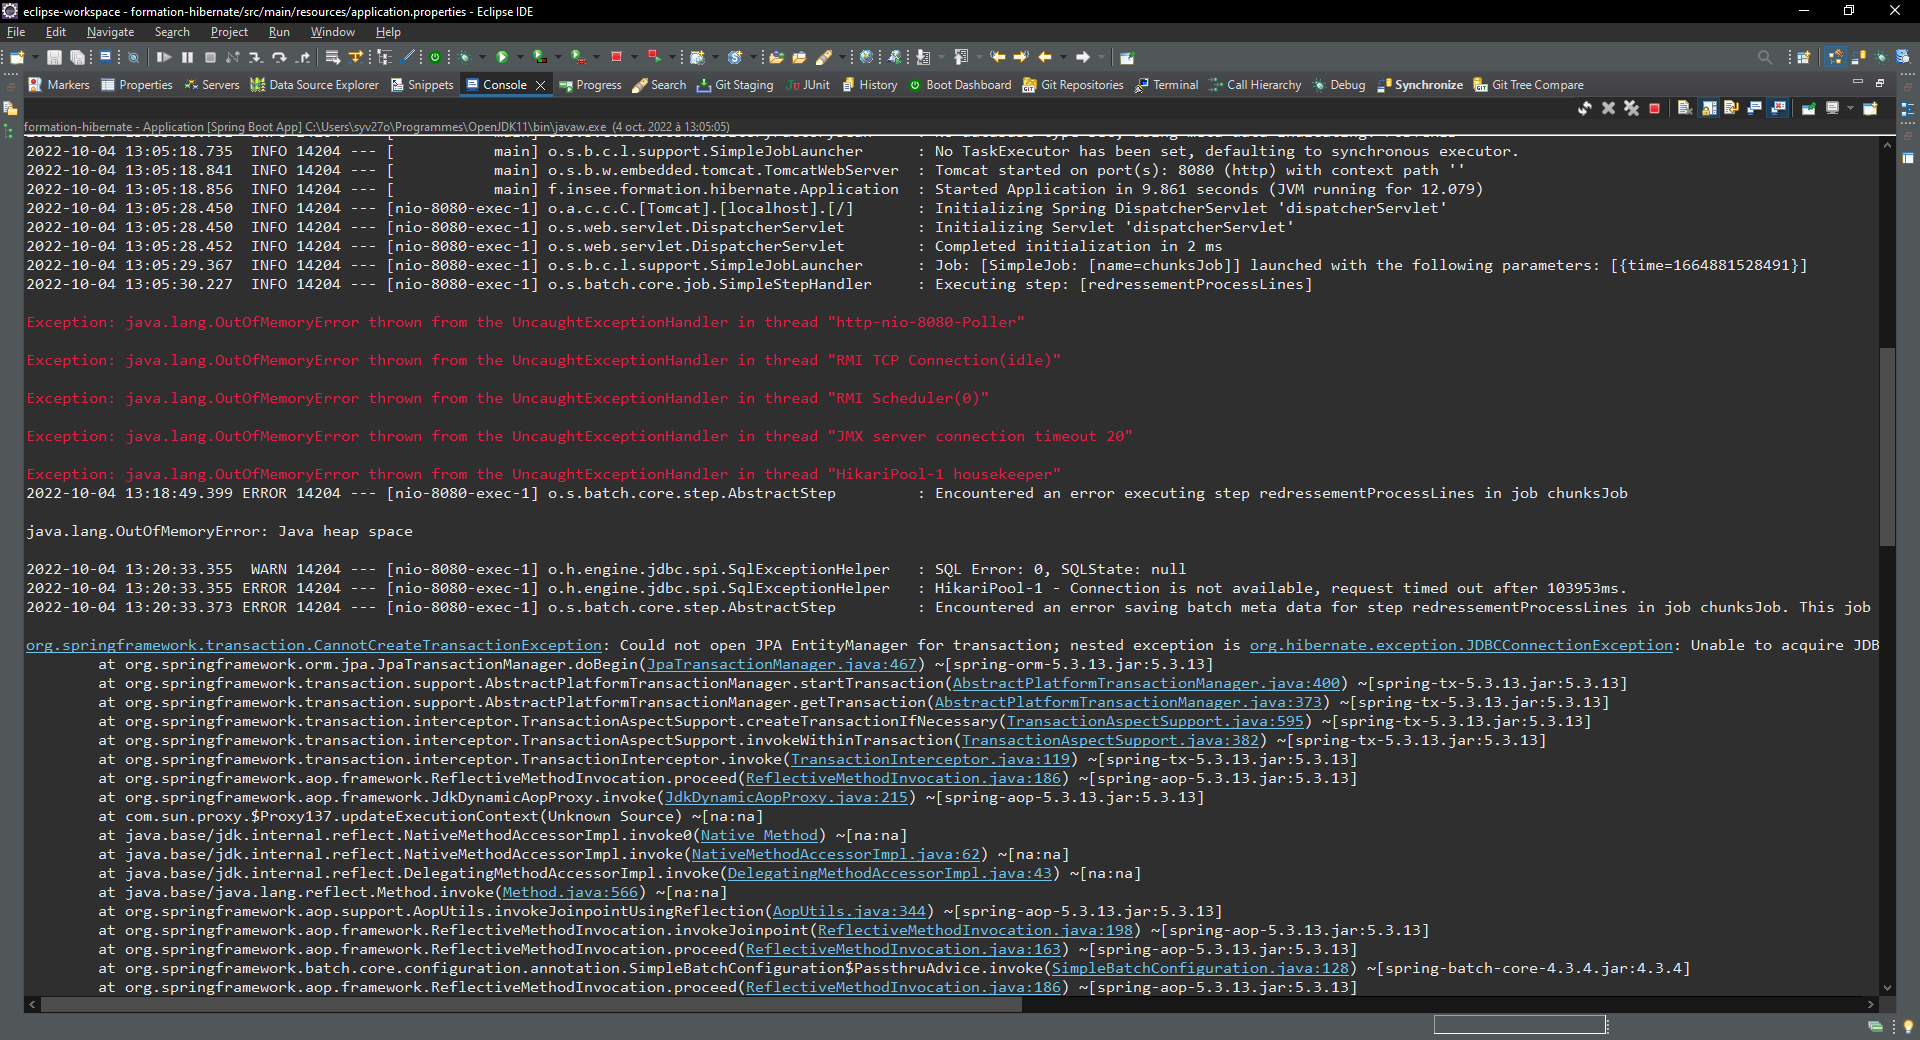 eclipse-workspace - formation-hibernate/src/main/resources/application.properties - Eclipse IDE
File Edit Navigate Search Project Run Window Help
Markers Properties Servers Data Source Explorer Snippets Console Progress Search Git Staging JUnit History Boot Dashboard Git Repositories Terminal Call Hierarchy Debug Synchronize Git Tree Compare
formation-hibernate - Application [Spring Boot App] C:\Users\syv27o\Programmes\OpenJDK11\bin\javaw.exe (4 oct. 2022 à 13:05:05)
2022-10-04 13:05:18.735  INFO 14204 --- [           main] o.s.b.c.l.support.SimpleJobLauncher      : No TaskExecutor has been set, defaulting to synchronous executor.
2022-10-04 13:05:18.841  INFO 14204 --- [           main] o.s.b.w.embedded.tomcat.TomcatWebServer  : Tomcat started on port(s): 8080 (http) with context path ''
2022-10-04 13:05:18.856  INFO 14204 --- [           main] f.insee.formation.hibernate.Application  : Started Application in 9.861 seconds (JVM running for 12.079)
2022-10-04 13:05:28.450  INFO 14204 --- [nio-8080-exec-1] o.a.c.c.C.[Tomcat].[localhost].[/]       : Initializing Spring DispatcherServlet 'dispatcherServlet'
2022-10-04 13:05:28.450  INFO 14204 --- [nio-8080-exec-1] o.s.web.servlet.DispatcherServlet        : Initializing Servlet 'dispatcherServlet'
2022-10-04 13:05:28.452  INFO 14204 --- [nio-8080-exec-1] o.s.web.servlet.DispatcherServlet        : Completed initialization in 2 ms
2022-10-04 13:05:29.367  INFO 14204 --- [nio-8080-exec-1] o.s.b.c.l.support.SimpleJobLauncher      : Job: [SimpleJob: [name=chunksJob]] launched with the following parameters: [{time=1664881528491}]
2022-10-04 13:05:30.227  INFO 14204 --- [nio-8080-exec-1] o.s.batch.core.job.SimpleStepHandler     : Executing step: [redressementProcessLines]
Exception: java.lang.OutOfMemoryError thrown from the UncaughtExceptionHandler in thread "http-nio-8080-Poller"
Exception: java.lang.OutOfMemoryError thrown from the UncaughtExceptionHandler in thread "RMI TCP Connection(idle)"
Exception: java.lang.OutOfMemoryError thrown from the UncaughtExceptionHandler in thread "RMI Scheduler(0)"
Exception: java.lang.OutOfMemoryError thrown from the UncaughtExceptionHandler in thread "JMX server connection timeout 20"
Exception: java.lang.OutOfMemoryError thrown from the UncaughtExceptionHandler in thread "HikariPool-1 housekeeper"
2022-10-04 13:18:49.399 ERROR 14204 --- [nio-8080-exec-1] o.s.batch.core.step.AbstractStep         : Encountered an error executing step redressementProcessLines in job chunksJob
java.lang.OutOfMemoryError: Java heap space
2022-10-04 13:20:33.355  WARN 14204 --- [nio-8080-exec-1] o.h.engine.jdbc.spi.SqlExceptionHelper   : SQL Error: 0, SQLState: null
2022-10-04 13:20:33.355 ERROR 14204 --- [nio-8080-exec-1] o.h.engine.jdbc.spi.SqlExceptionHelper   : HikariPool-1 - Connection is not available, request timed out after 103953ms.
2022-10-04 13:20:33.373 ERROR 14204 --- [nio-8080-exec-1] o.s.batch.core.step.AbstractStep         : Encountered an error saving batch meta data for step redressementProcessLines in job chunksJob. This job
org.springframework.transaction.CannotCreateTransactionException: Could not open JPA EntityManager for transaction; nested exception is org.hibernate.exception.JDBCConnectionException: Unable to acquire JDB
at org.springframework.orm.jpa.JpaTransactionManager.doBegin(JpaTransactionManager.java:467) ~[spring-orm-5.3.13.jar:5.3.13]
at org.springframework.transaction.support.AbstractPlatformTransactionManager.startTransaction(AbstractPlatformTransactionManager.java:400) ~[spring-tx-5.3.13.jar:5.3.13]
at org.springframework.transaction.support.AbstractPlatformTransactionManager.getTransaction(AbstractPlatformTransactionManager.java:373) ~[spring-tx-5.3.13.jar:5.3.13]
at org.springframework.transaction.interceptor.TransactionAspectSupport.createTransactionIfNecessary(TransactionAspectSupport.java:595) ~[spring-tx-5.3.13.jar:5.3.13]
at org.springframework.transaction.interceptor.TransactionAspectSupport.invokeWithinTransaction(TransactionAspectSupport.java:382) ~[spring-tx-5.3.13.jar:5.3.13]
at org.springframework.transaction.interceptor.TransactionInterceptor.invoke(TransactionInterceptor.java:119) ~[spring-tx-5.3.13.jar:5.3.13]
at org.springframework.aop.framework.ReflectiveMethodInvocation.proceed(ReflectiveMethodInvocation.java:186) ~[spring-aop-5.3.13.jar:5.3.13]
at org.springframework.aop.framework.JdkDynamicAopProxy.invoke(JdkDynamicAopProxy.java:215) ~[spring-aop-5.3.13.jar:5.3.13]
at com.sun.proxy.$Proxy137.updateExecutionContext(Unknown Source) ~[na:na]
at java.base/jdk.internal.reflect.NativeMethodAccessorImpl.invoke0(Native Method) ~[na:na]
at java.base/jdk.internal.reflect.NativeMethodAccessorImpl.invoke(NativeMethodAccessorImpl.java:62) ~[na:na]
at java.base/jdk.internal.reflect.DelegatingMethodAccessorImpl.invoke(DelegatingMethodAccessorImpl.java:43) ~[na:na]
at java.base/java.lang.reflect.Method.invoke(Method.java:566) ~[na:na]
at org.springframework.aop.support.AopUtils.invokeJoinpointUsingReflection(AopUtils.java:344) ~[spring-aop-5.3.13.jar:5.3.13]
at org.springframework.aop.framework.ReflectiveMethodInvocation.invokeJoinpoint(ReflectiveMethodInvocation.java:198) ~[spring-aop-5.3.13.jar:5.3.13]
at org.springframework.aop.framework.ReflectiveMethodInvocation.proceed(ReflectiveMethodInvocation.java:163) ~[spring-aop-5.3.13.jar:5.3.13]
at org.springframework.batch.core.configuration.annotation.SimpleBatchConfiguration$PassthruAdvice.invoke(SimpleBatchConfiguration.java:128) ~[spring-batch-core-4.3.4.jar:4.3.4]
at org.springframework.aop.framework.ReflectiveMethodInvocation.proceed(ReflectiveMethodInvocation.java:186) ~[spring-aop-5.3.13.jar:5.3.13]